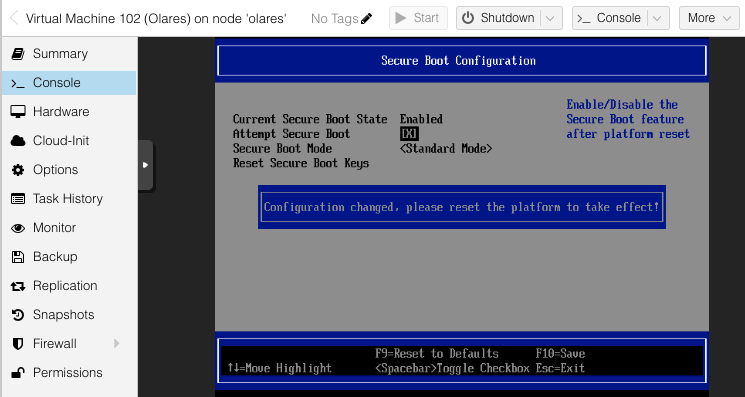 Virtual Machine 102 (Olares) on node 'olares'
No Tags
Start
Shutdown
>_ Console
More
Summary
>_ Console
Hardware
Cloud-Init
Options
Task History
Monitor
Backup
Replication
Snapshots
Firewall
Permissions
Secure Boot Configuration
Current Secure Boot State Enabled
Attempt Secure Boot [X]
Secure Boot Mode <Standard Mode>
Reset Secure Boot Keys
Enable/Disable the
Secure Boot feature
after platform reset
Configuration changed, please reset the platform to take effect!
F9=Reset to Defaults F10=Save
↑↓=Move Highlight <Spacebar>Toggle Checkbox Esc=Exit